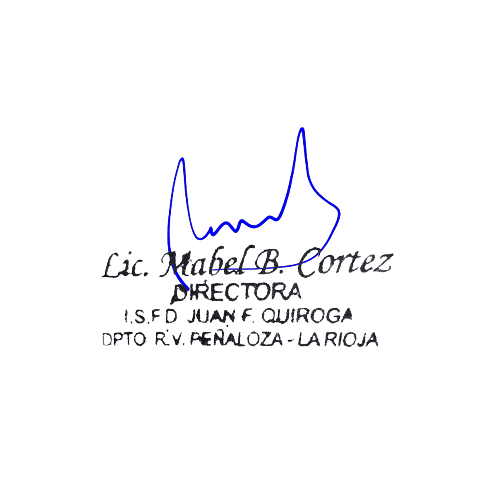 Lic. Mabel B. Cortez
DIRECTORA
I.S.F.D JUAN F. QUIROGA
DPTO R.V. PEÑALOZA - LA RIOJA